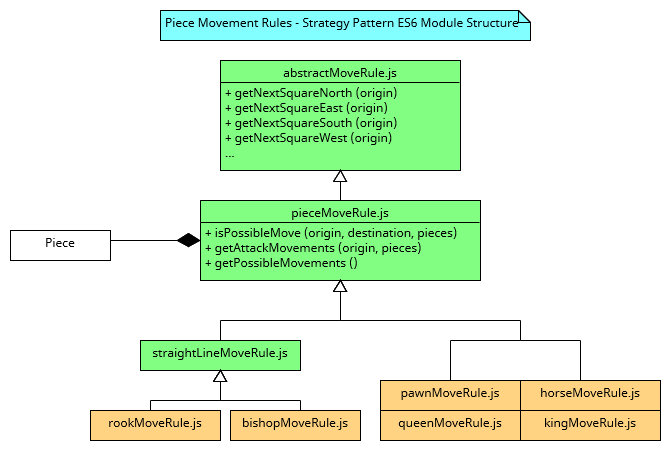 Piece Movement Rules - Strategy Pattern ES6 Module Structure
abstractMoveRule.js
+ getNextSquareNorth (origin)
+ getNextSquareEast (origin)
+ getNextSquareSouth (origin)
+ getNextSquareWest (origin)
...
pieceMoveRule.js
+ isPossibleMove (origin, destination, pieces)
+ getAttackMovements (origin, pieces)
+ getPossibleMovements ()
Piece
straightLineMoveRule.js
rookMoveRule.js
bishopMoveRule.js
pawnMoveRule.js
horseMoveRule.js
queenMoveRule.js
kingMoveRule.js